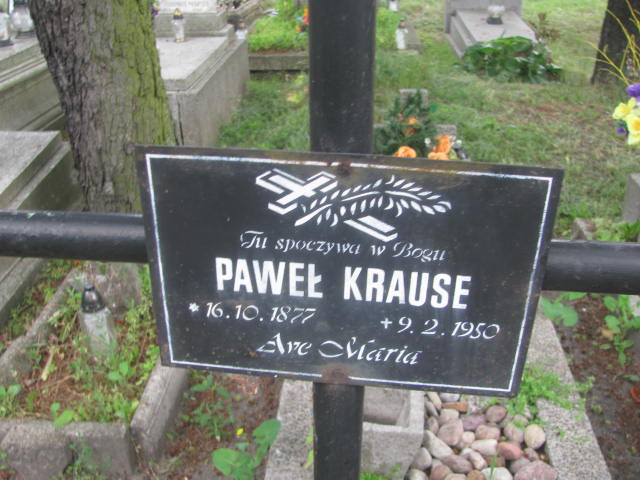 Tu spoczywa w Bogu
PAWEŁ KRAUSE
* 16.10.1877 + 9.2.1950
Ave Maria